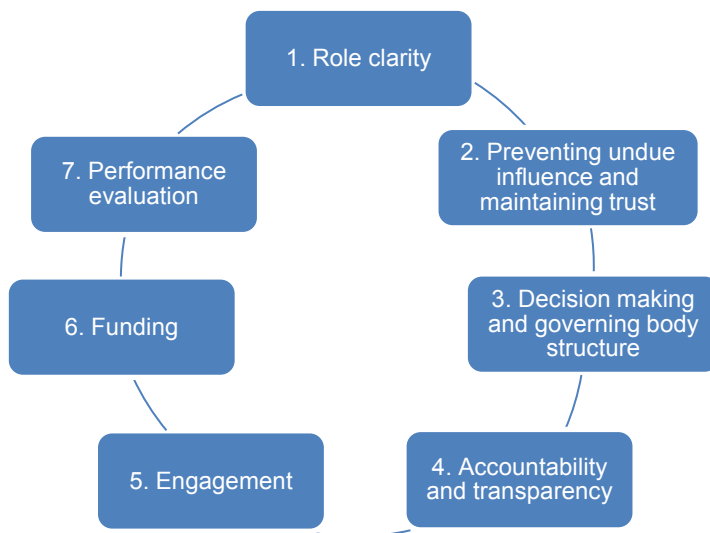 1. Role clarity
2. Preventing undue
influence and
maintaining trust
3. Decision making
and governing body
structure
4. Accountability
and transparency
5. Engagement
6. Funding
7. Performance
evaluation